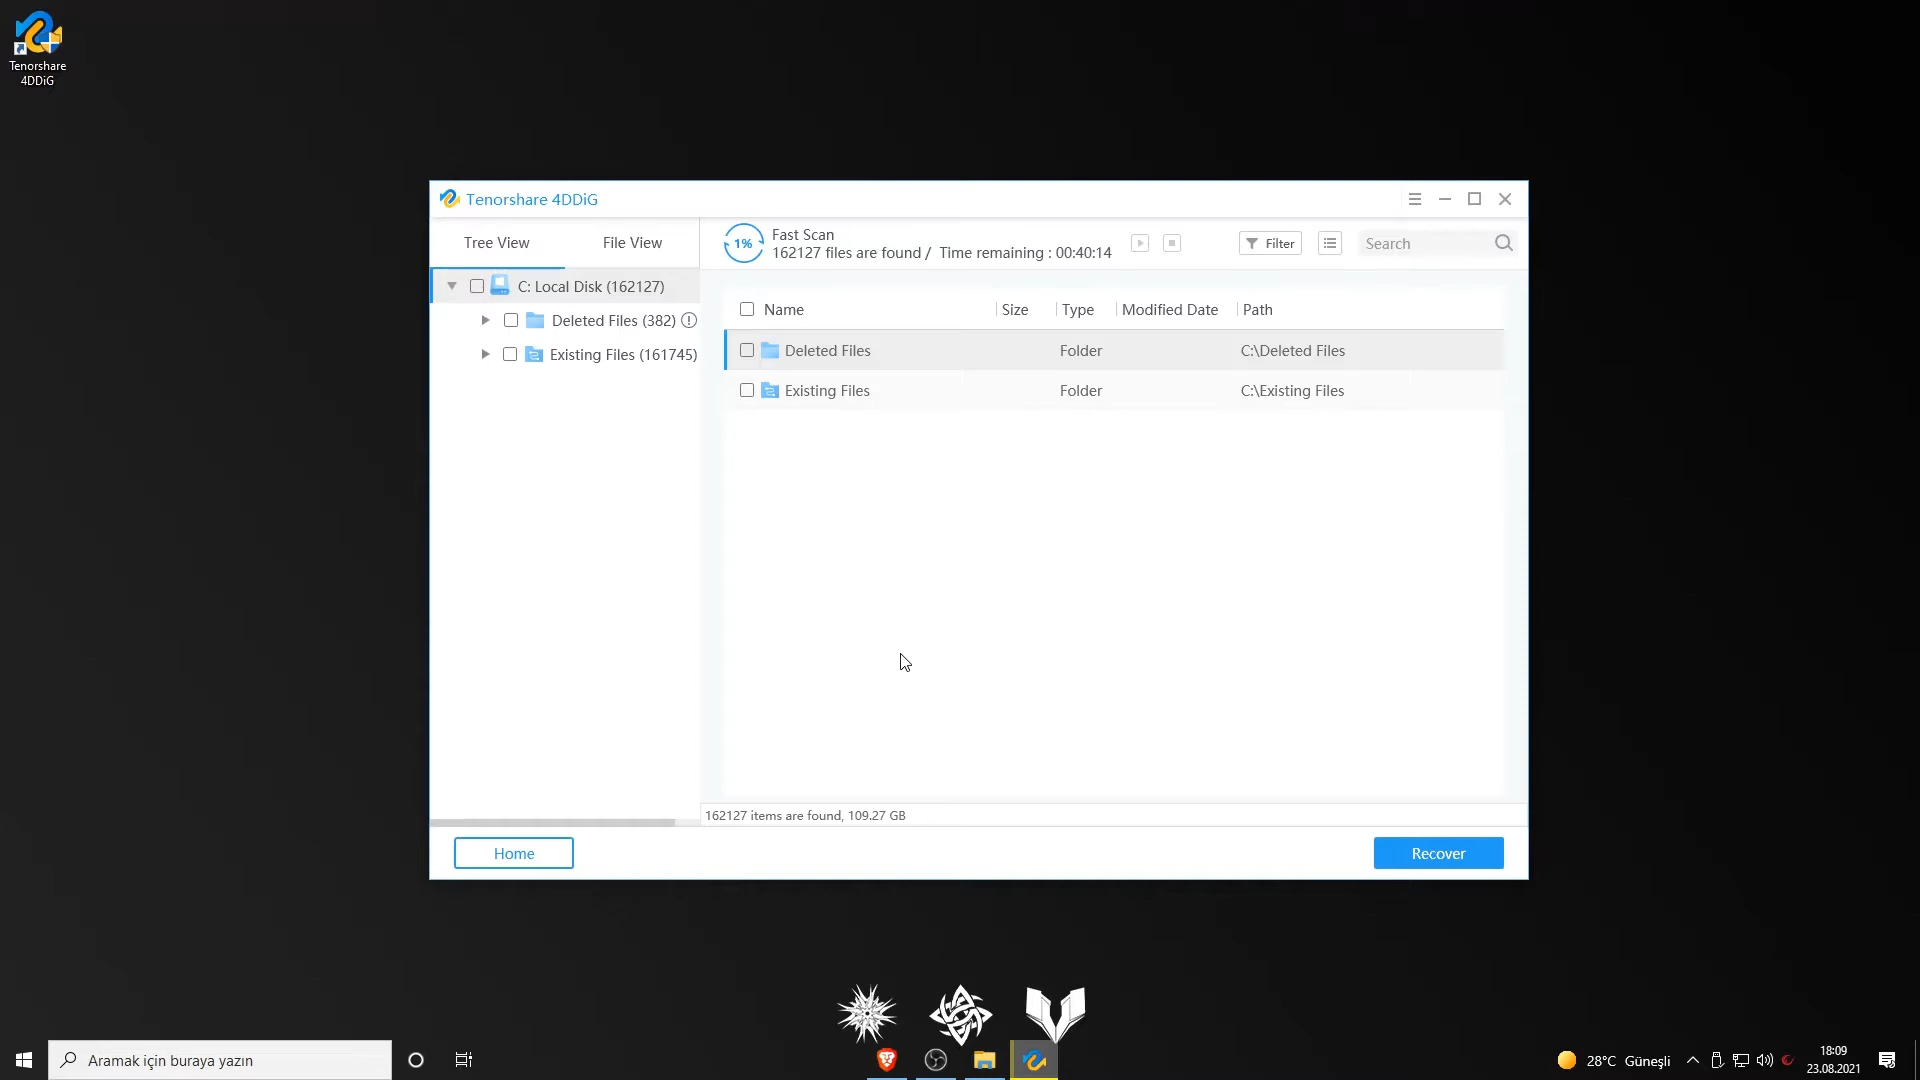 Tenorshare
4DDiG
Tenorshare 4DDiG
Tree View
File View
1%
Fast Scan
162127 files are found / Time remaining : 00:40:14
Filter
Search
C: Local Disk (162127)
Deleted Files (382)
Existing Files (161745)
Name
Size
Type
Modified Date
Path
Deleted Files
Folder
C:\Deleted Files
Existing Files
Folder
C:\Existing Files
162127 items are found, 109.27 GB
Home
Recover
Aramak için buraya yazın
28°C Güneşli
18:09
23.08.2021